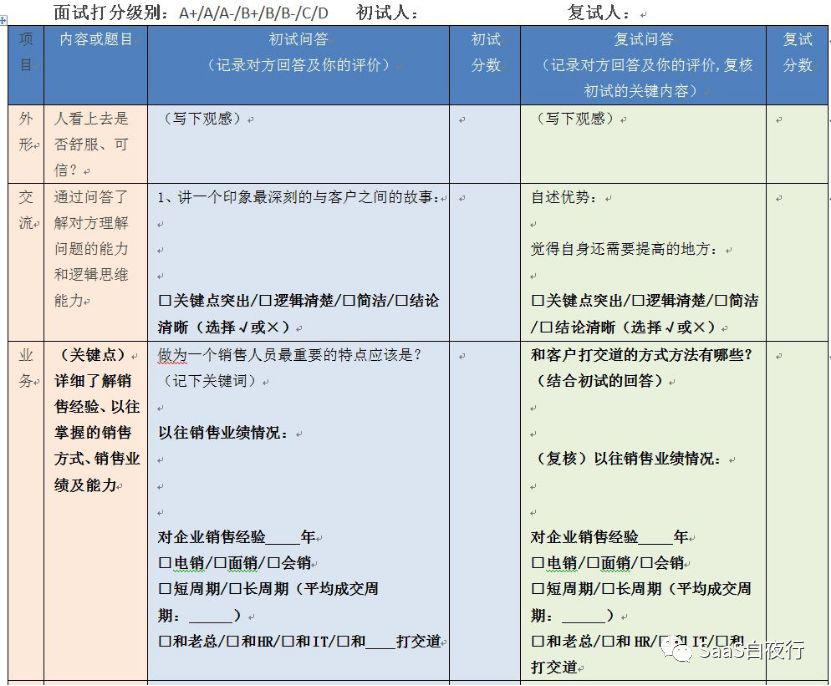 面试打分级别：A+/A/A-/B+/B/B-/C/D 初试人： 复试人：
项目
内容或题目
初试问答
（记录对方回答及你的评价）
初试
分数
复试问答
（记录对方回答及你的评价,复核
初试的关键内容）
复试
分数
外
形
人看上去是
否舒服、可
信？
（写下观感）
（写下观感）
交
流
通过问答了
解对方理解
问题的能力
和逻辑思维
能力
1、讲一个印象最深刻的与客户之间的故事：
□关键点突出/□逻辑清楚/□简洁/□结论
清晰（选择√或×）
自述优势：
觉得自身还需要提高的地方：
□关键点突出/□逻辑清楚/□简洁
/□结论清晰（选择√或×）
业
务
（关键点）
详细了解销
售经验、以往
掌握的销售
方式、销售业
绩及能力
做为一个销售人员最重要的特点应该是？
（记下关键词）
以往销售业绩情况：
对企业销售经验____年
□电销/□面销/□会销
□短周期/□长周期（平均成交周
期：_____）
□和老总/□和HR/□和IT/□和____打交道
和客户打交道的方式方法有哪些？
（结合初试的回答）
（复核）以往销售业绩情况：
对企业销售经验____年
□电销/□面销/□会销
□短周期/□长周期（平均成交周
期：_____）
□和老总/□和HR/□和IT/□和
打交道
SaaS白夜行